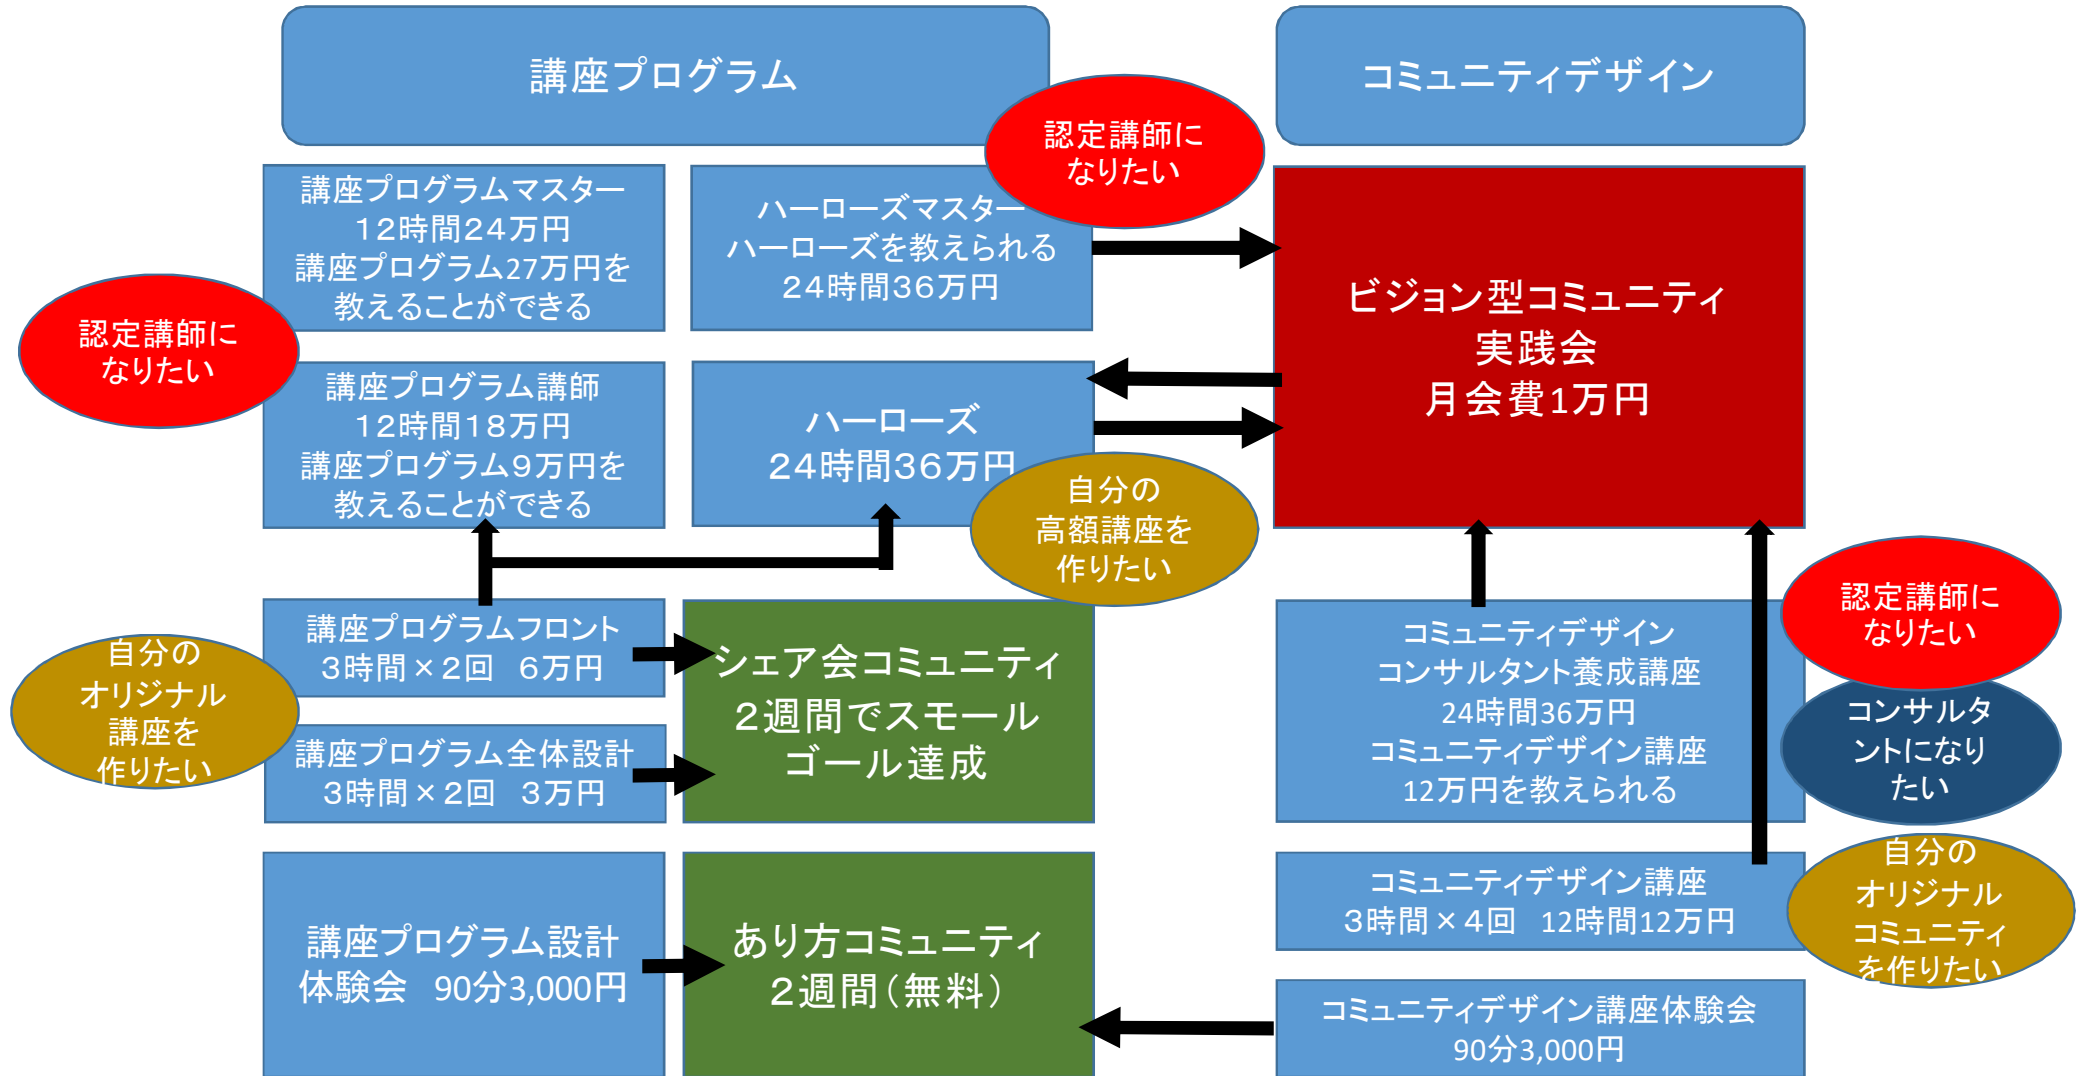 講座プログラム
コミュニティデザイン
認定講師に
なりたい
講座プログラムマスター
12時間24万円
講座プログラム27万円を
教えることができる
ハーローズマスター
ハーローズを教えられる
24時間36万円
ビジョン型コミュニティ
実践会
月会費1万円
認定講師に
なりたい
講座プログラム講師
12時間18万円
講座プログラム9万円を
教えることができる
ハーローズ
24時間36万円
自分の
高額講座を
作りたい
自分の
オリジナル
講座を
作りたい
講座プログラムフロント
3時間×2回　6万円
講座プログラム全体設計
3時間×2回　3万円
シェア会コミュニティ
2週間でスモール
ゴール達成
コミュニティデザイン
コンサルタント養成講座
24時間36万円
コミュニティデザイン講座
12万円を教えられる
認定講師に
なりたい
コンサルタ
ントになり
たい
講座プログラム設計
体験会　90分3,000円
あり方コミュニティ
2週間（無料）
コミュニティデザイン講座
3時間×4回　12時間12万円
自分の
オリジナル
コミュニティ
を作りたい
コミュニティデザイン講座体験会
90分3,000円